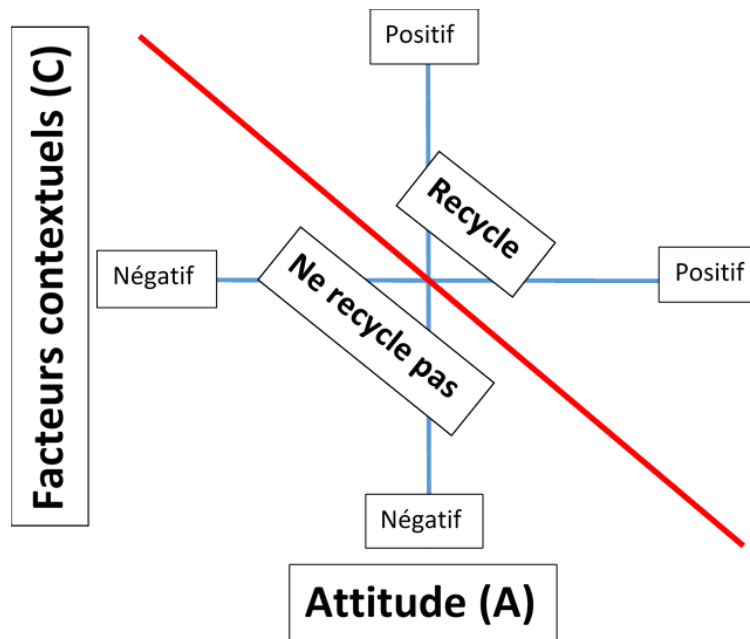 Facteurs contextuels (C)
Positif
Recycle
Négatif
Ne recycle pas
Positif
Négatif
Attitude (A)